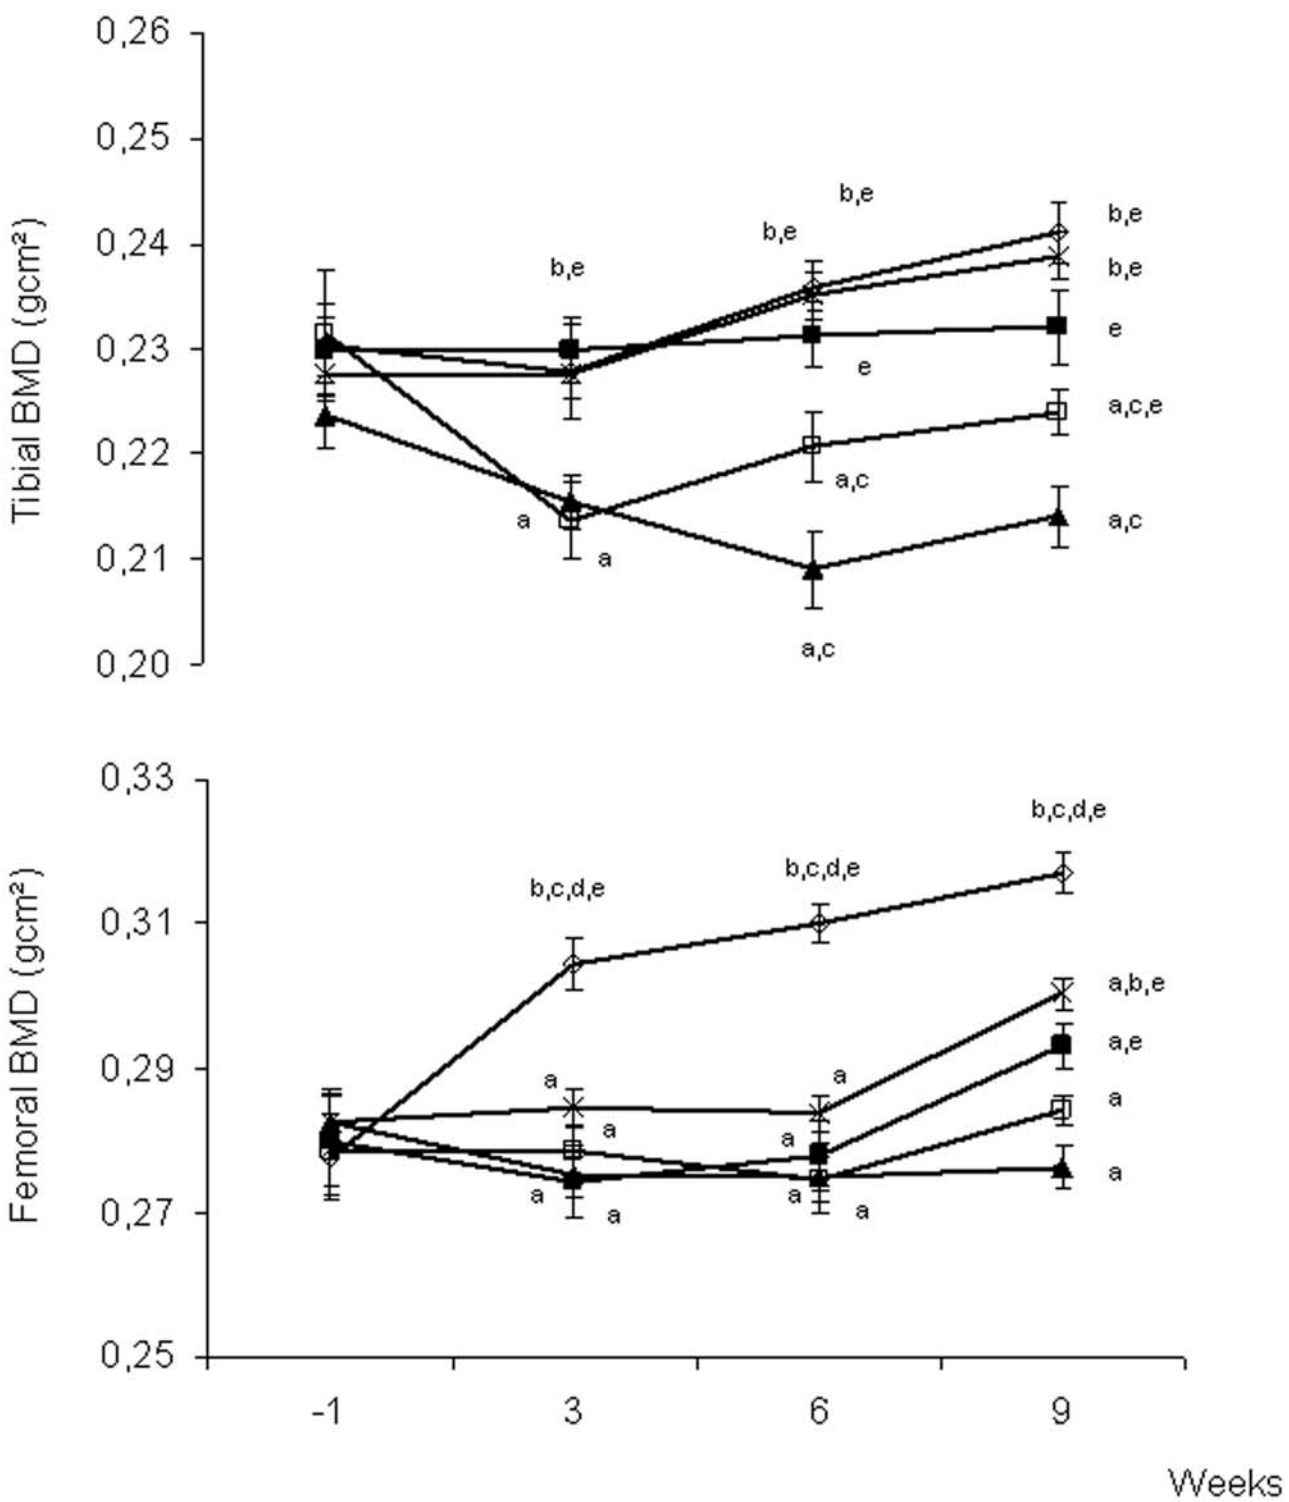 0,26
0,25
0,24
0,23
0,22
0,21
0,20
Tibial BMD (gcm²)
b,e
b,e
b,e
b,e
b,e
e
e
a,c,e
a,c
a
a
a,c
a,c
0,33
0,31
0,29
0,27
0,25
Femoral BMD (gcm²)
b,c,d,e
b,c,d,e
b,c,d,e
a,b,e
a,e
a
a
a
a
a
a
a
a
a
a
-1 3 6 9
Weeks